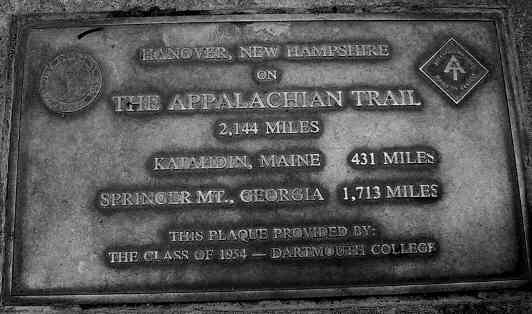 HANOVER, NEW HAMPSHIRE
ON
THE APPALACHIAN TRAIL
2,144 MILES
KATAHDIN, MAINE 431 MILES
SPRINGER MT., GEORGIA 1,713 MILES
THIS PLAQUE PROVIDED BY:
THE CLASS OF 1954 — DARTMOUTH COLLEGE